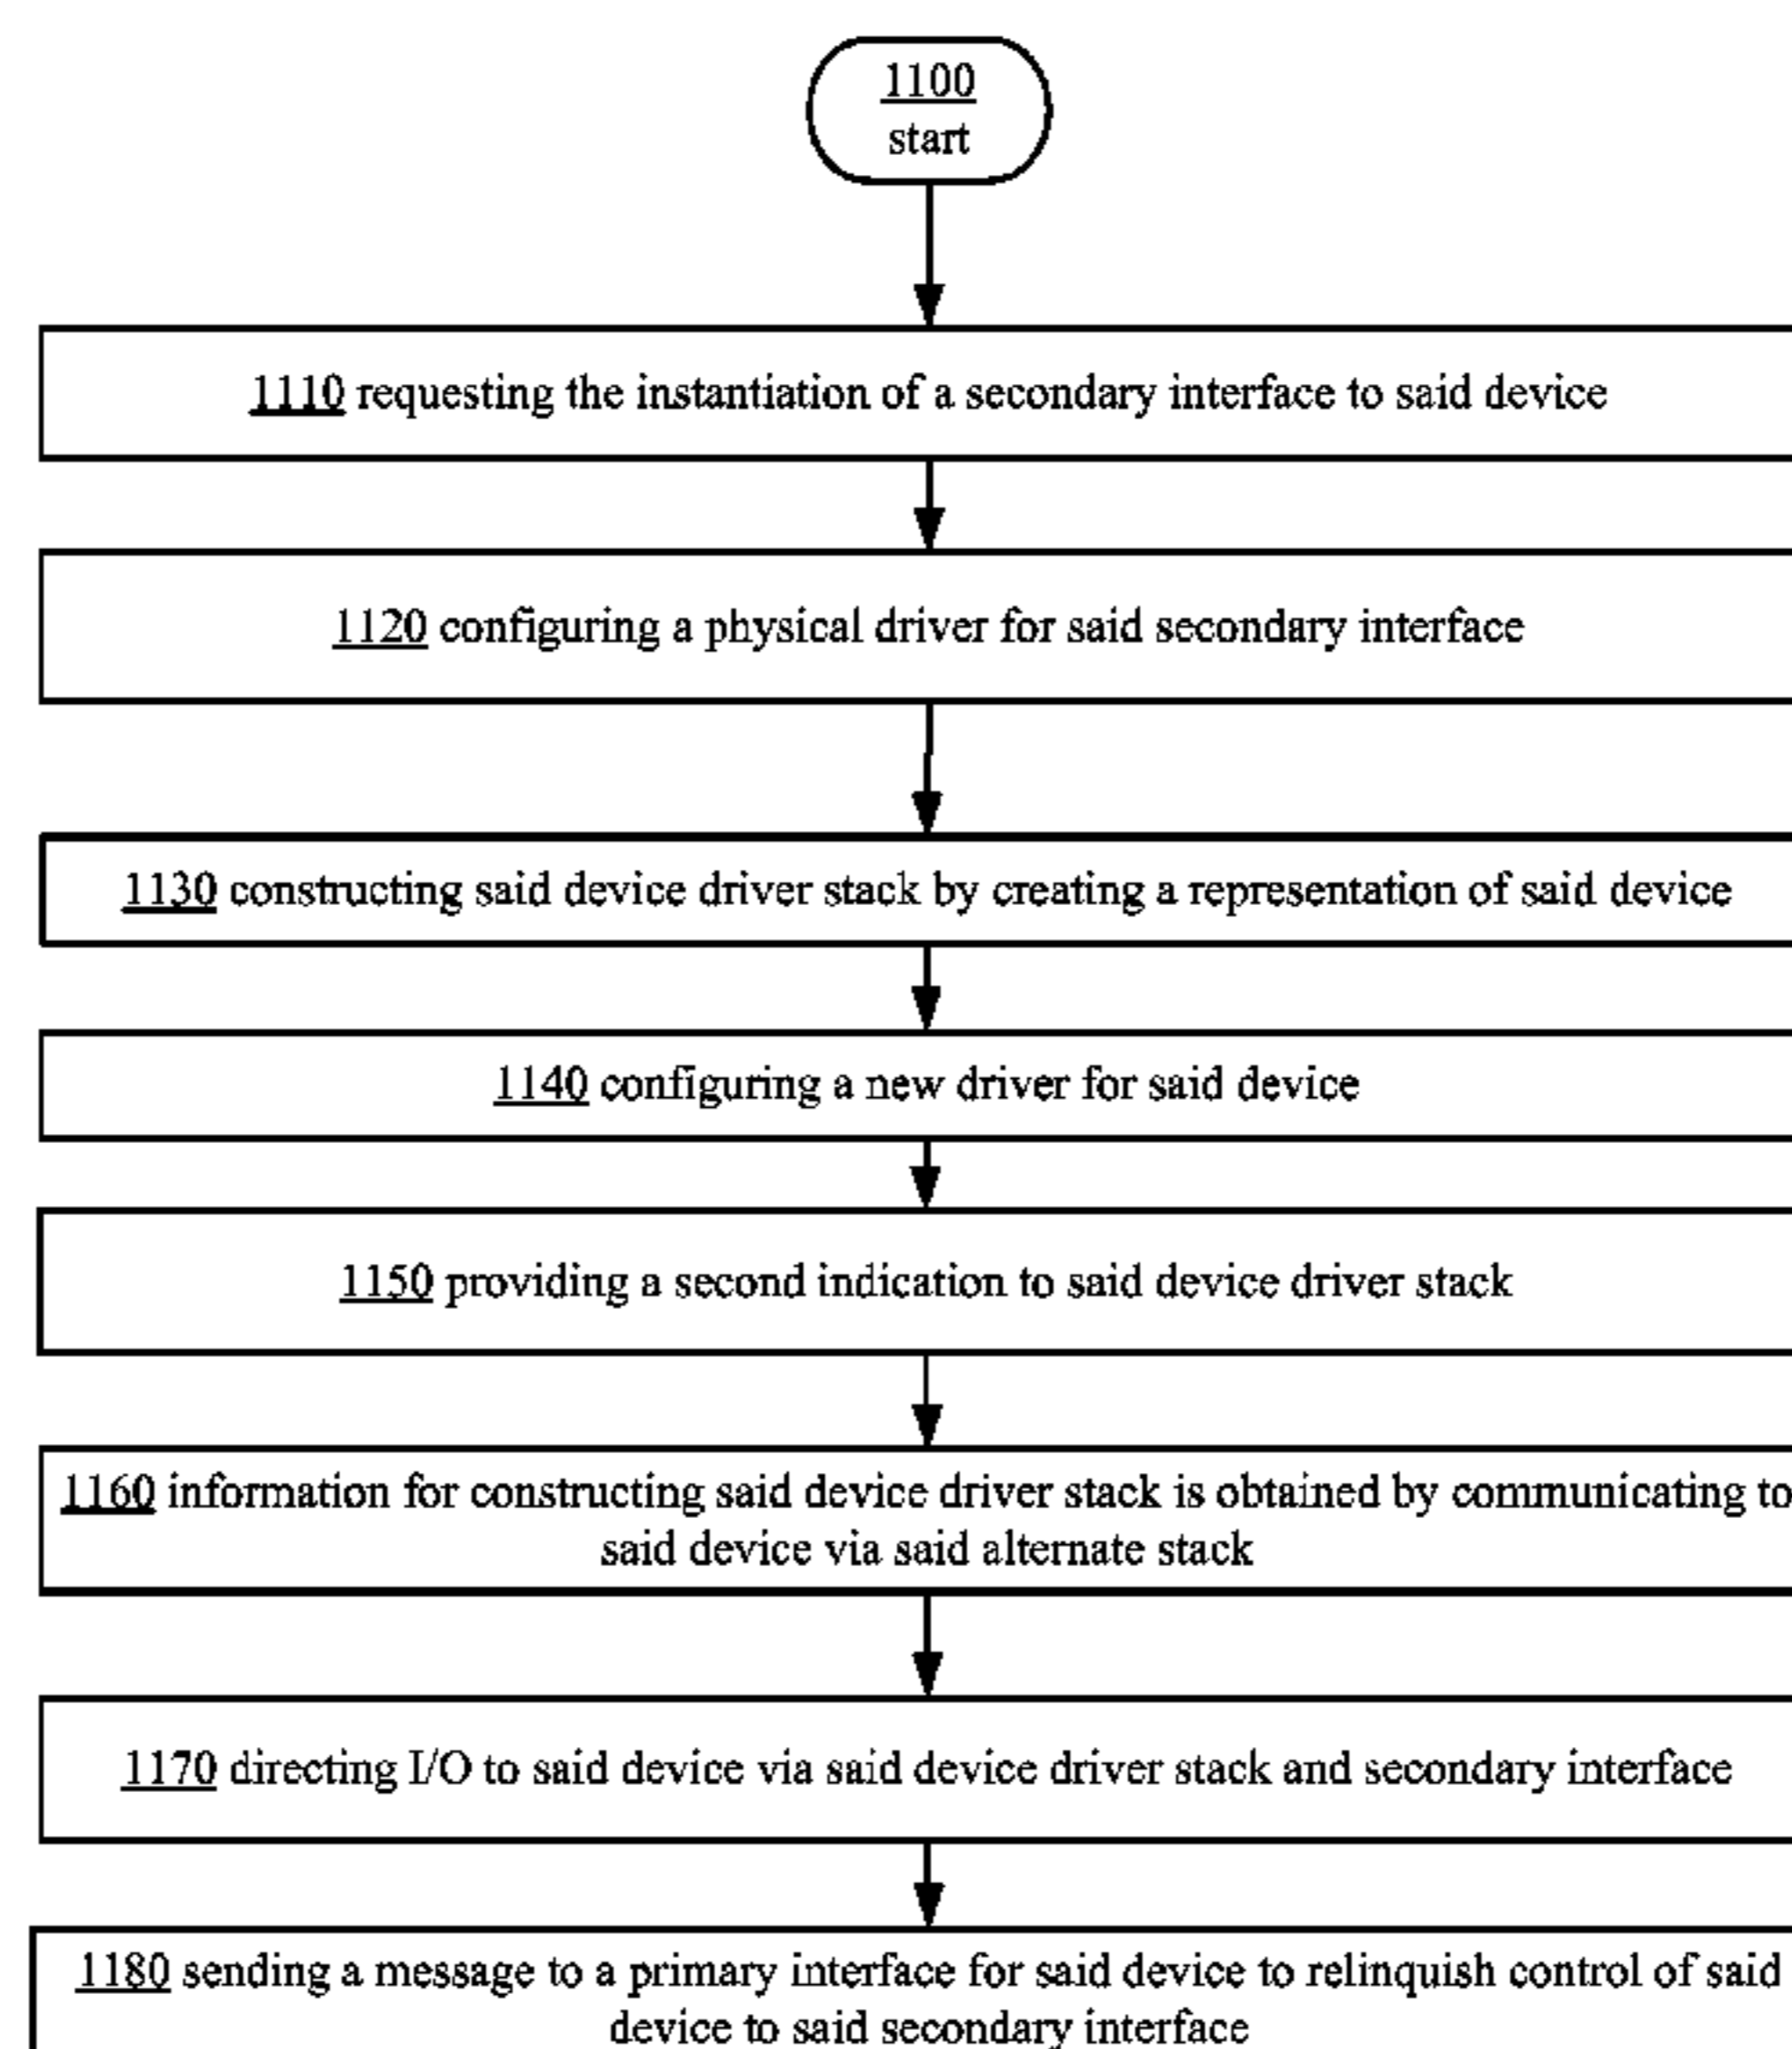 1100
start
1110 requesting the instantiation of a secondary interface to said device
1120 configuring a physical driver for said secondary interface
1130 constructing said device driver stack by creating a representation of said device
1140 configuring a new driver for said device
1150 providing a second indication to said device driver stack
1160 information for constructing said device driver stack is obtained by communicating to
said device via said alternate stack
1170 directing I/O to said device via said device driver stack and secondary interface
1180 sending a message to a primary interface for said device to relinquish control of said
device to said secondary interface